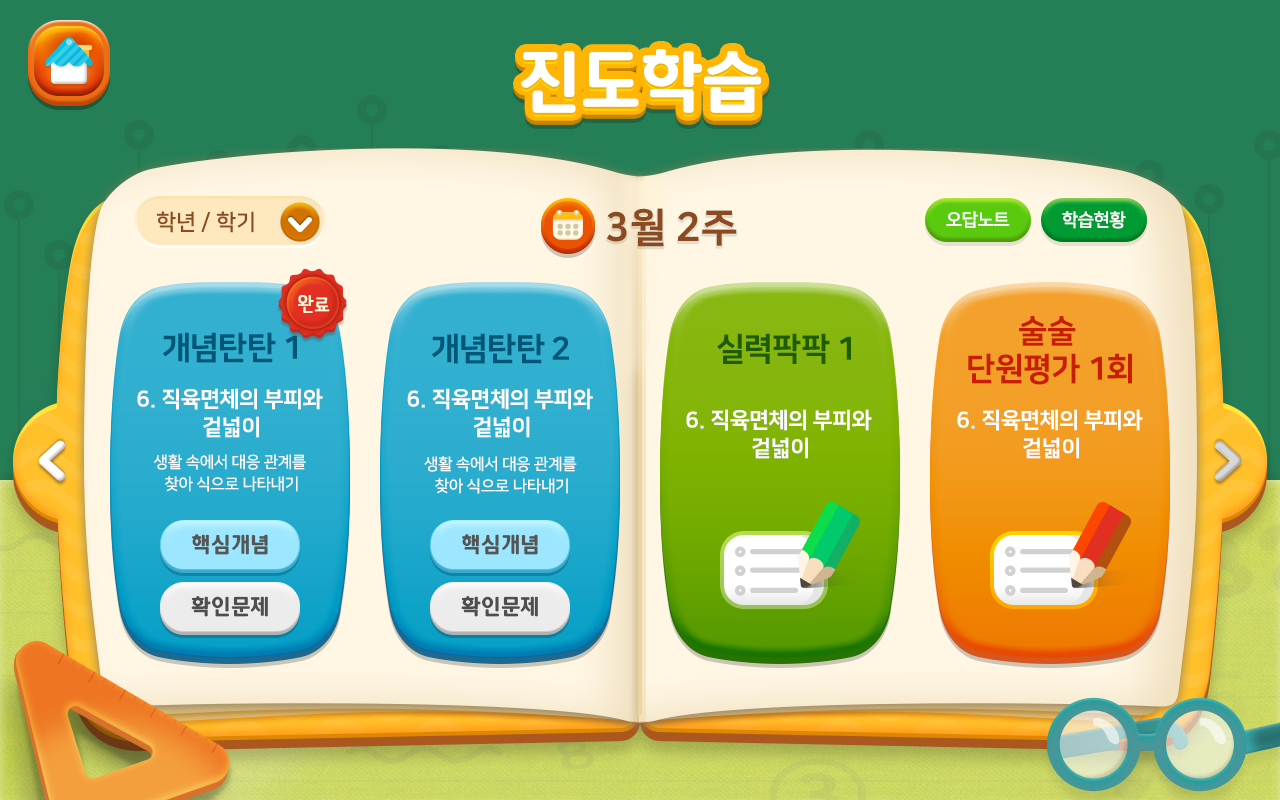 진도학습
학년 / 학기
3월 2주
오답노트
학습현황
완료
개념탄탄 1
6. 직육면체의 부피와
겉넓이
생활 속에서 대응 관계를
찾아 식으로 나타내기
핵심개념
확인문제
개념탄탄 2
6. 직육면체의 부피와
겉넓이
생활 속에서 대응 관계를
찾아 식으로 나타내기
핵심개념
확인문제
실력팍팍 1
6. 직육면체의 부피와
겉넓이
술술
단원평가 1회
6. 직육면체의 부피와
겉넓이
3